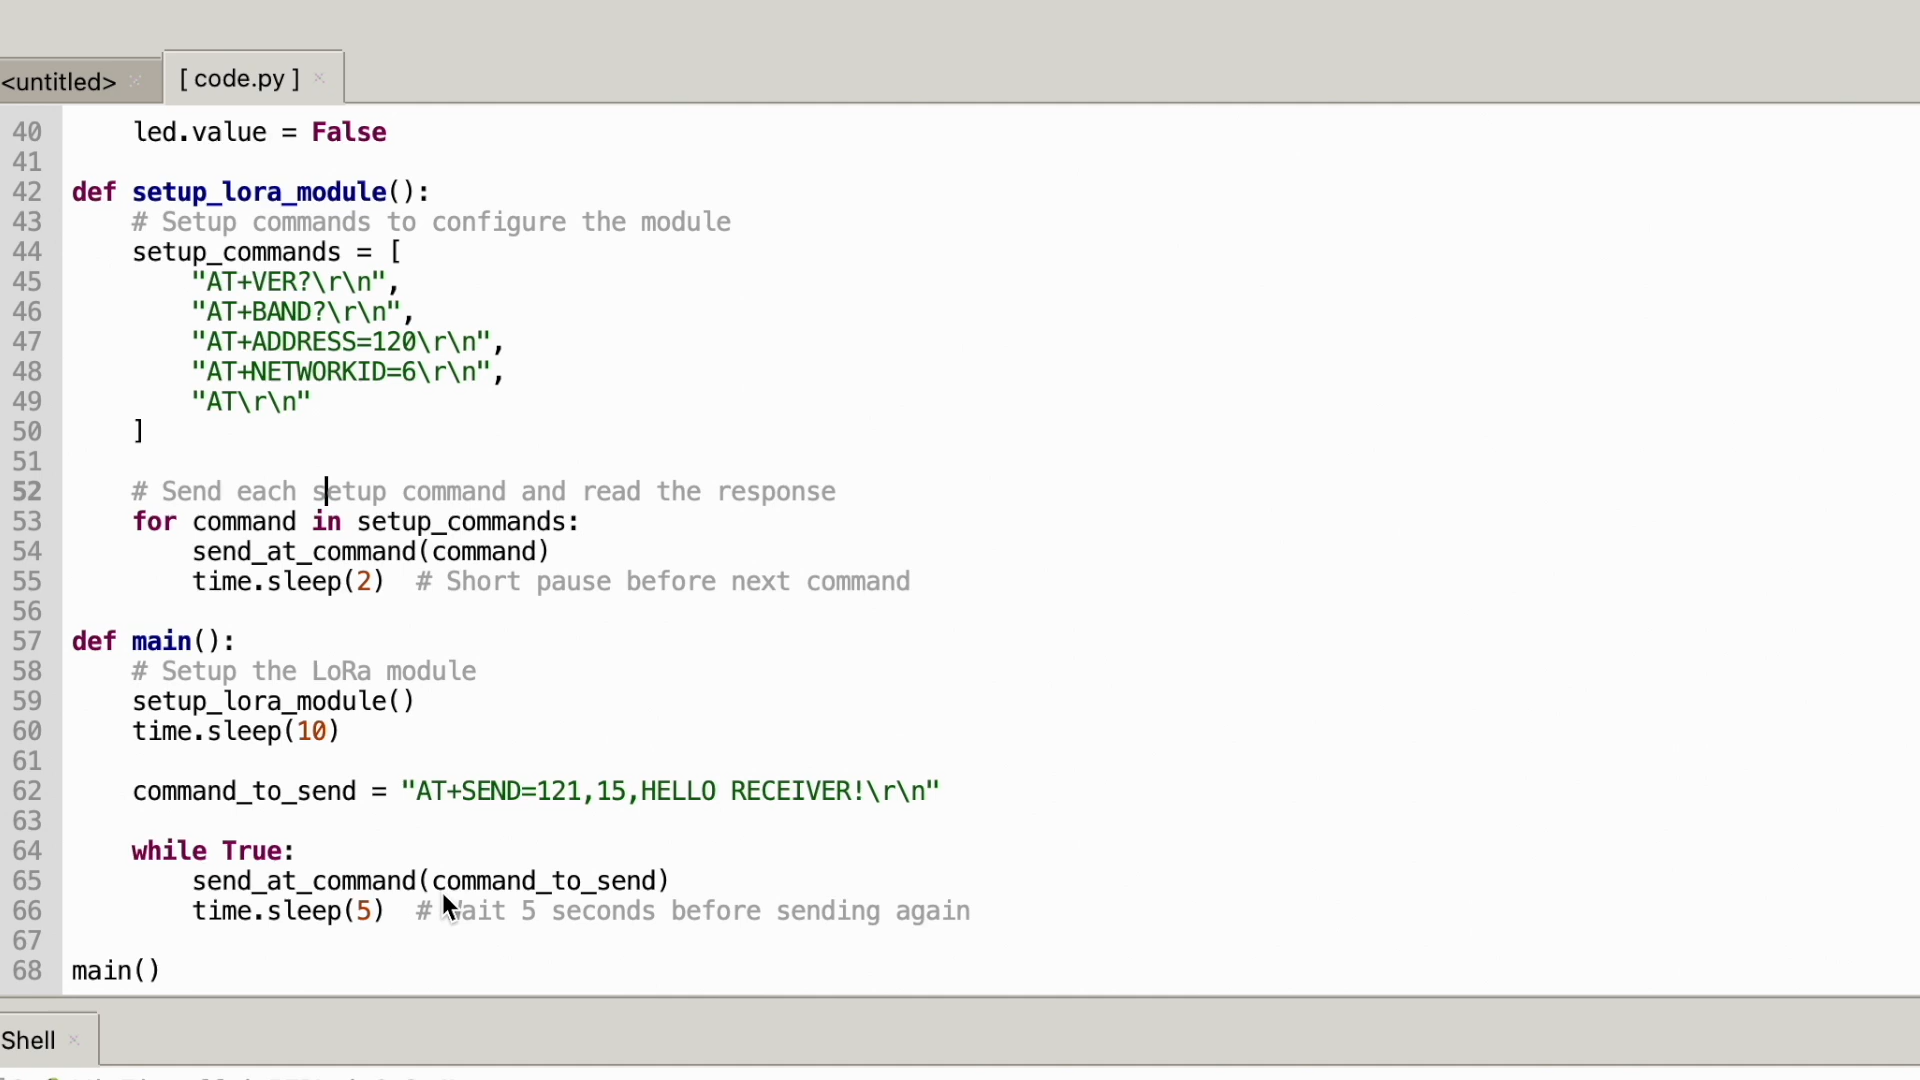 <untitled> ×
[ code.py ] ×
40     led.value = False
41
42 def setup_lora_module():
43     # Setup commands to configure the module
44     setup_commands = [
45         "AT+VER?\r\n",
46         "AT+BAND?\r\n",
47         "AT+ADDRESS=120\r\n",
48         "AT+NETWORKID=6\r\n",
49         "AT\r\n"
50     ]
51
52     # Send each setup command and read the response
53     for command in setup_commands:
54         send_at_command(command)
55         time.sleep(2)  # Short pause before next command
56
57 def main():
58     # Setup the LoRa module
59     setup_lora_module()
60     time.sleep(10)
61
62     command_to_send = "AT+SEND=121,15,HELLO RECEIVER!\r\n"
63
64     while True:
65         send_at_command(command_to_send)
66         time.sleep(5)  # Wait 5 seconds before sending again
67
68 main()
Shell ×